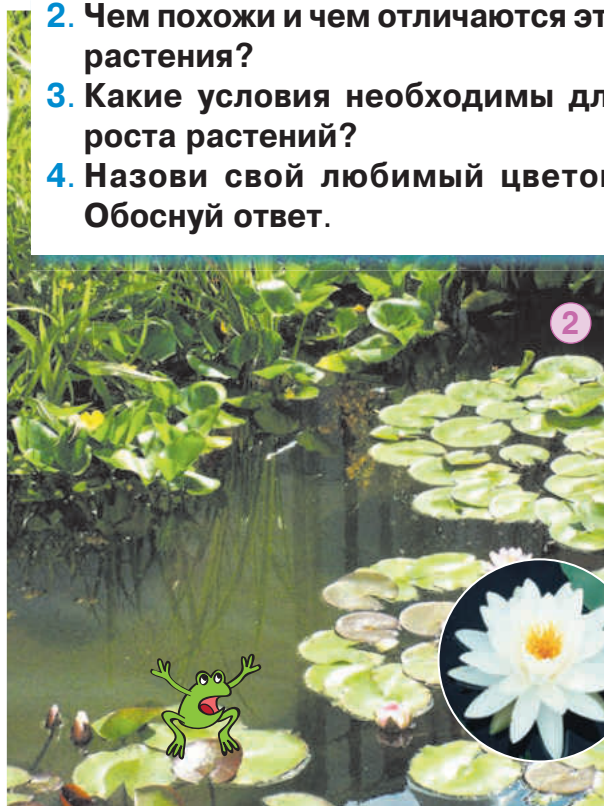 2. Чем похожи и чем отличаются эт
растения?
3. Какие условия необходимы дл
роста растений?
4. Назови свой любимый цвето
Обоснуй ответ.
2